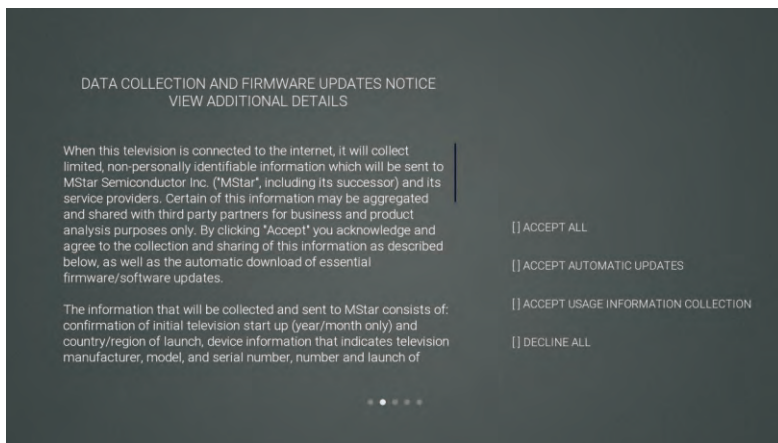 DATA COLLECTION AND FIRMWARE UPDATES NOTICE
VIEW ADDITIONAL DETAILS
When this television is connected to the internet, it will collect
limited, non-personally identifiable information which will be sent to
MStar Semiconductor Inc. ("MStar", including its successor) and its
service providers. Certain of this information may be aggregated
and shared with third party partners for business and product
analysis purposes only. By clicking "Accept" you acknowledge and
agree to the collection and sharing of this information as described
below, as well as the automatic download of essential
firmware/software updates.
The information that will be collected and sent to MStar consists of:
confirmation of initial television start up (year/month only) and
country/region of launch, device information that indicates television
manufacturer, model, and serial number, number and launch of
[] ACCEPT ALL
[] ACCEPT AUTOMATIC UPDATES
[] ACCEPT USAGE INFORMATION COLLECTION
[] DECLINE ALL